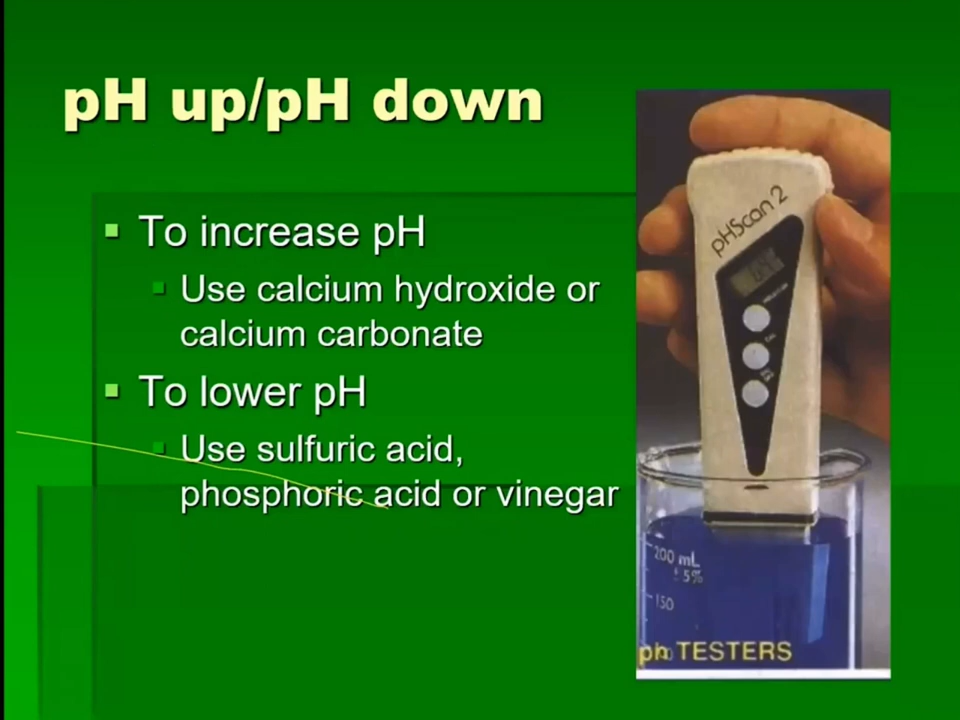 pH up/pH down
To increase pH
Use calcium hydroxide or
calcium carbonate
To lower pH
Use sulfuric acid,
phosphoric acid or vinegar
pHScan 2
200 mL
± 5%
150
ph TESTERS